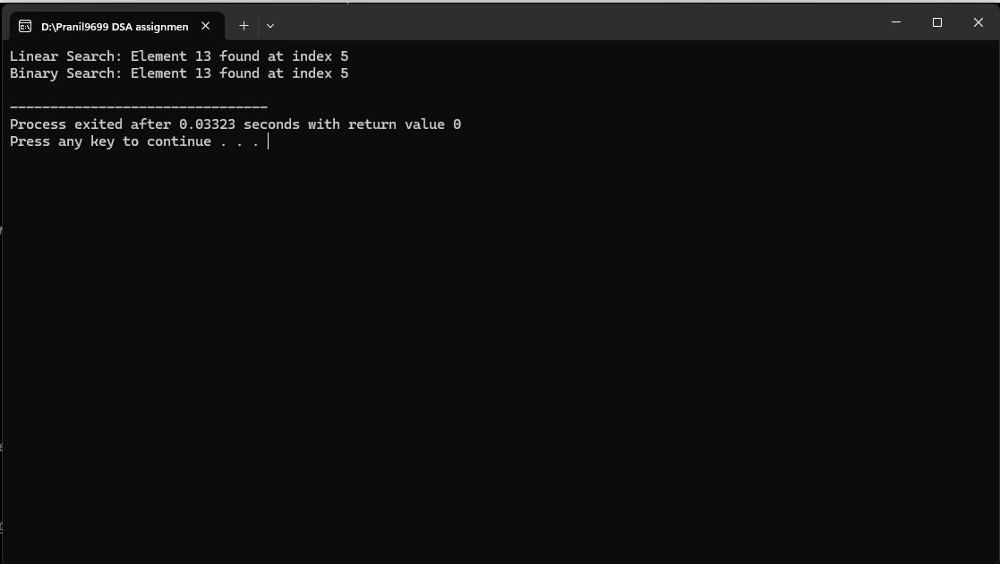 D:\Pranil9699 DSA assignmen
Linear Search: Element 13 found at index 5
Binary Search: Element 13 found at index 5
--------------------------------
Process exited after 0.03323 seconds with return value 0
Press any key to continue . . .